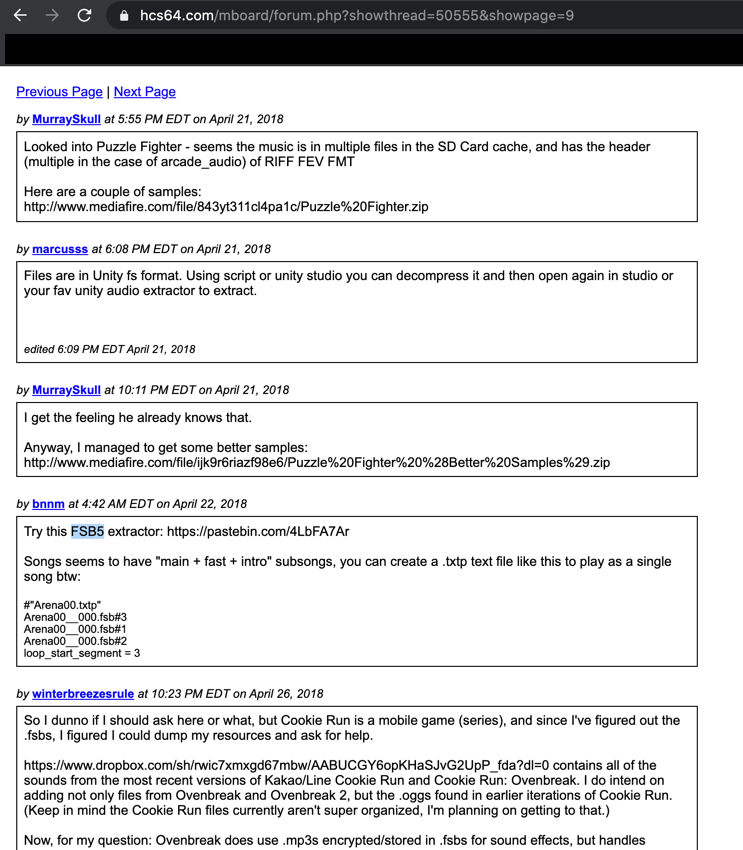 hcs64.com/mboard/forum.php?showthread=50555&showpage=9
Previous Page | Next Page
by MurraySkull at 5:55 PM EDT on April 21, 2018
Looked into Puzzle Fighter - seems the music is in multiple files in the SD Card cache, and has the header
(multiple in the case of arcade_audio) of RIFF FEV FMT
Here are a couple of samples:
http://www.mediafire.com/file/843yt311cl4pa1c/Puzzle%20Fighter.zip
by marcusss at 6:08 PM EDT on April 21, 2018
Files are in Unity fs format. Using script or unity studio you can decompress it and then open again in studio or
your fav unity audio extractor to extract.
edited 6:09 PM EDT April 21, 2018
by MurraySkull at 10:11 PM EDT on April 21, 2018
I get the feeling he already knows that.
Anyway, I managed to get some better samples:
http://www.mediafire.com/file/ijk9r6riazf98e6/Puzzle%20Fighter%20%28Better%20Samples%29.zip
by bnnm at 4:42 AM EDT on April 22, 2018
Try this FSB5 extractor: https://pastebin.com/4LbFA7Ar
Songs seems to have "main + fast + intro" subsongs, you can create a .txtp text file like this to play as a single
song btw:
#"Arena00.txtp"
Arena00__000.fsb#3
Arena00__000.fsb#1
Arena00__000.fsb#2
loop_start_segment = 3
by winterbreezesrule at 10:23 PM EDT on April 26, 2018
So I dunno if I should ask here or what, but Cookie Run is a mobile game (series), and since I've figured out the
.fsbs, I figured I could dump my resources and ask for help.
https://www.dropbox.com/sh/rwic7xmxgd67mbw/AABUCGY6opKHaSJvG2UpP_fda?dl=0 contains all of the
sounds from the most recent versions of Kakao/Line Cookie Run and Cookie Run: Ovenbreak. I do intend on
adding not only files from Ovenbreak and Ovenbreak 2, but the .oggs found in earlier iterations of Cookie Run.
(Keep in mind the Cookie Run files currently aren't super organized, I'm planning on getting to that.)
Now, for my question: Ovenbreak does use .mp3s encrypted/stored in .fsbs for sound effects, but handles